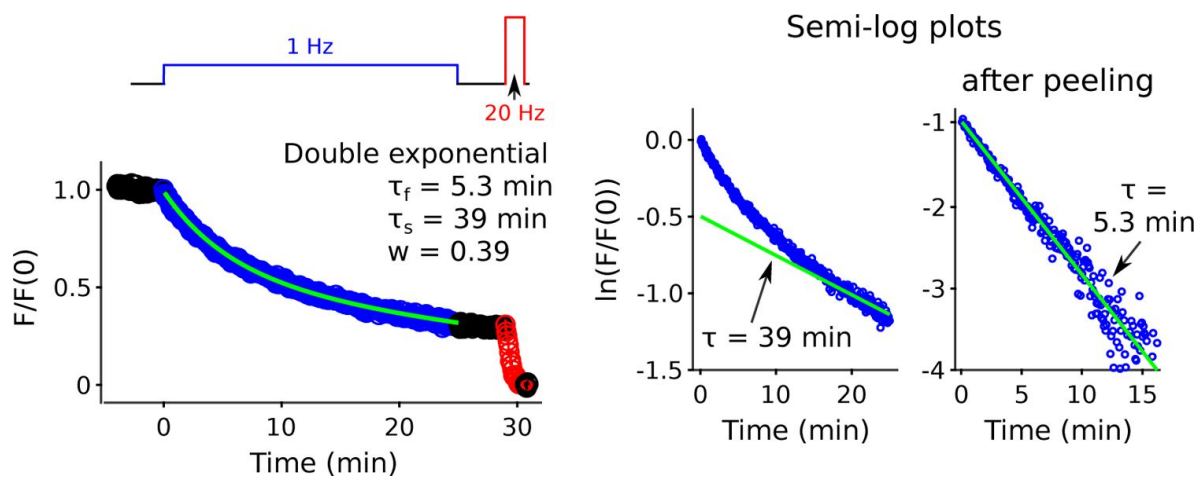 1 Hz
20 Hz
Double exponential
τf = 5.3 min
τs = 39 min
w = 0.39
F/F(0)
1.0
0.5
0
0
10
20
30
Time (min)
Semi-log plots
ln(F/F(0))
0.0
-0.5
-1.0
-1.5
τ = 39 min
0
10
20
Time (min)
after peeling
-1
-2
-3
-4
τ =
5.3 min
0
5
10
15
Time (min)